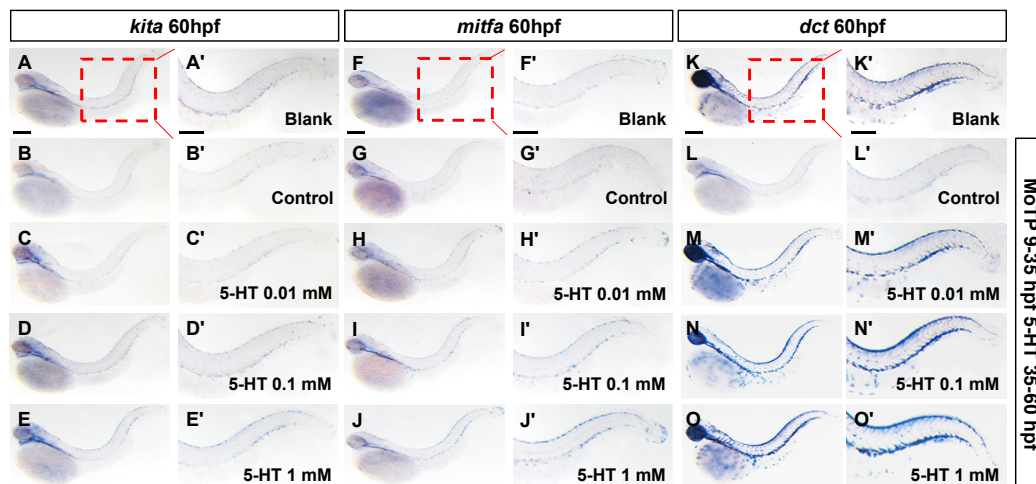 kita 60hpf
mitfa 60hpf
dct 60hpf
A
A'
Blank
F
F'
Blank
K
K'
Blank
B
B'
Control
G
G'
Control
L
L'
Control
C
C'
5-HT 0.01 mM
H
H'
5-HT 0.01 mM
M
M'
5-HT 0.01 mM
D
D'
5-HT 0.1 mM
I
I'
5-HT 0.1 mM
N
N'
5-HT 0.1 mM
E
E'
5-HT 1 mM
J
J'
5-HT 1 mM
O
O'
5-HT 1 mM
MoTP 9-35 hpf 5-HT 35-60 hpf